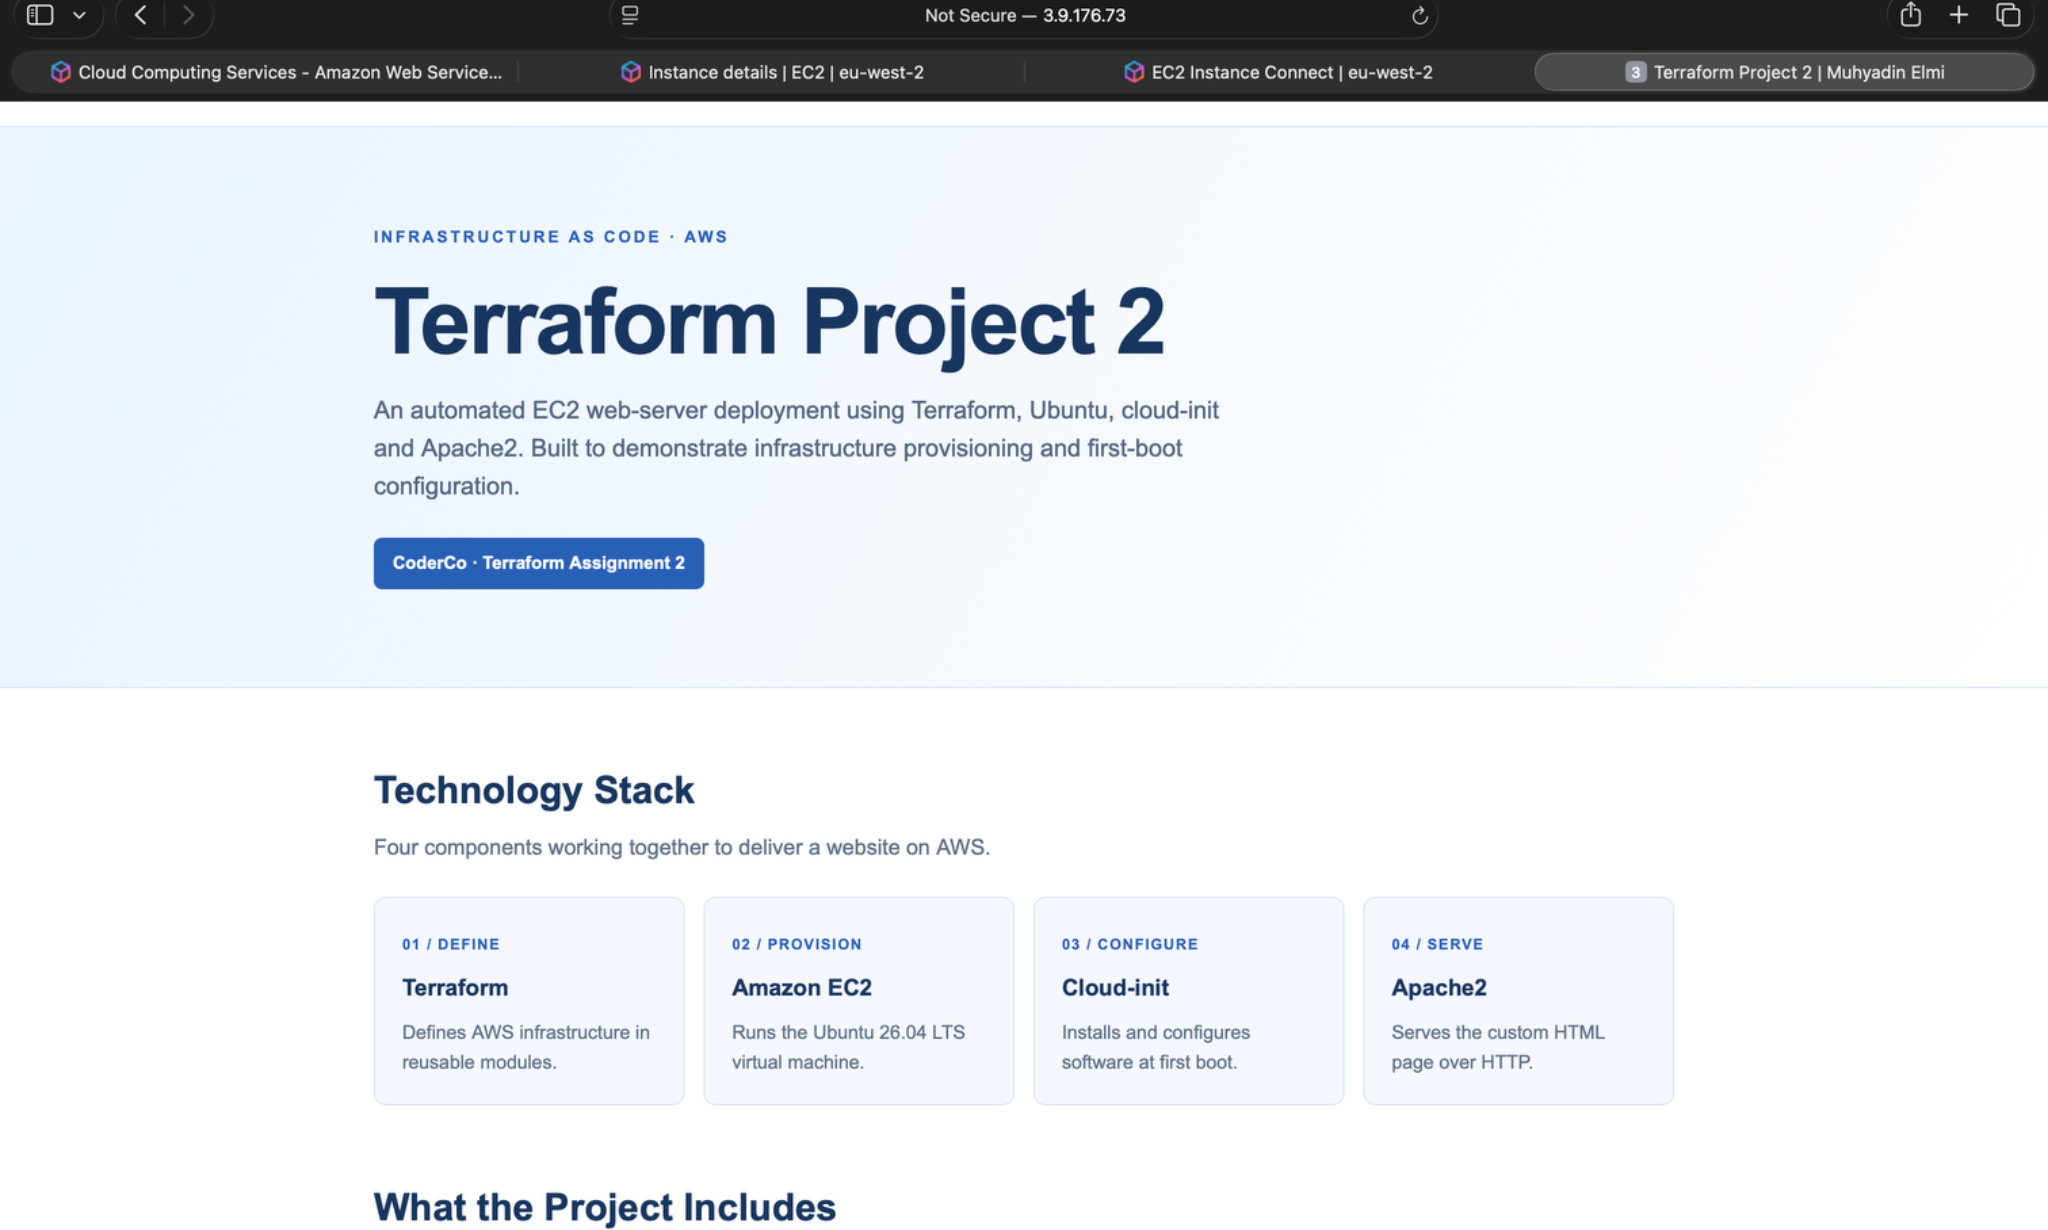 Not Secure — 3.9.176.73
Cloud Computing Services - Amazon Web Service...
Instance details | EC2 | eu-west-2
EC2 Instance Connect | eu-west-2
3 Terraform Project 2 | Muhyadin Elmi
INFRASTRUCTURE AS CODE · AWS
Terraform Project 2
An automated EC2 web-server deployment using Terraform, Ubuntu, cloud-init
and Apache2. Built to demonstrate infrastructure provisioning and first-boot
configuration.
CoderCo · Terraform Assignment 2
Technology Stack
Four components working together to deliver a website on AWS.
01 / DEFINE
Terraform
Defines AWS infrastructure in
reusable modules.
02 / PROVISION
Amazon EC2
Runs the Ubuntu 26.04 LTS
virtual machine.
03 / CONFIGURE
Cloud-init
Installs and configures
software at first boot.
04 / SERVE
Apache2
Serves the custom HTML
page over HTTP.
What the Project Includes